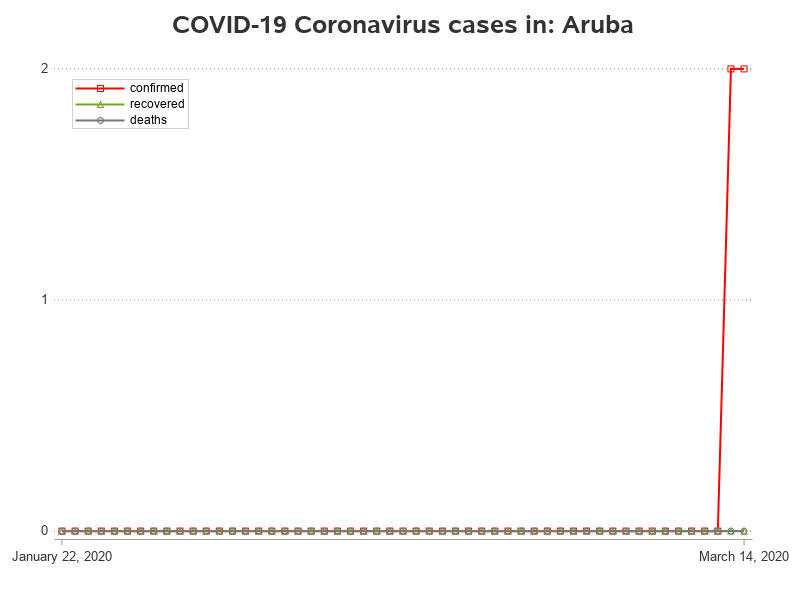 COVID-19 Coronavirus cases in: Aruba
2
confirmed
recovered
deaths
1
0
January 22, 2020
March 14, 2020